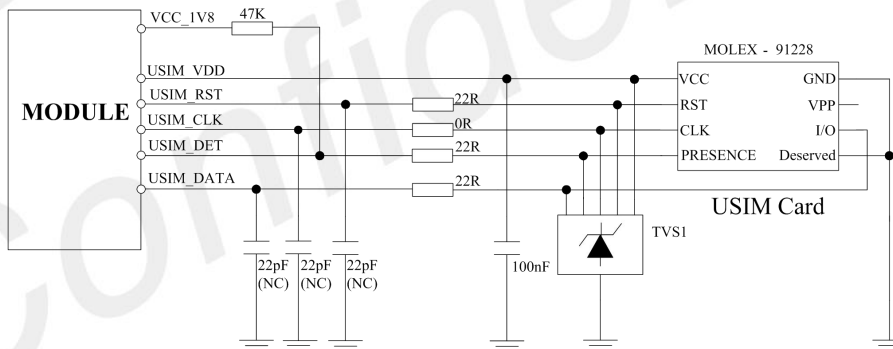 VCC_1V8
47K
MOLEX - 91228
USIM_VDD
VCC
GND
MODULE
USIM_RST
22R
RST
VPP
USIM_CLK
0R
CLK
I/O
USIM_DET
22R
PRESENCE
Deserved
USIM_DATA
22R
USIM Card
TVS1
22pF
(NC)
22pF
(NC)
22pF
(NC)
100nF